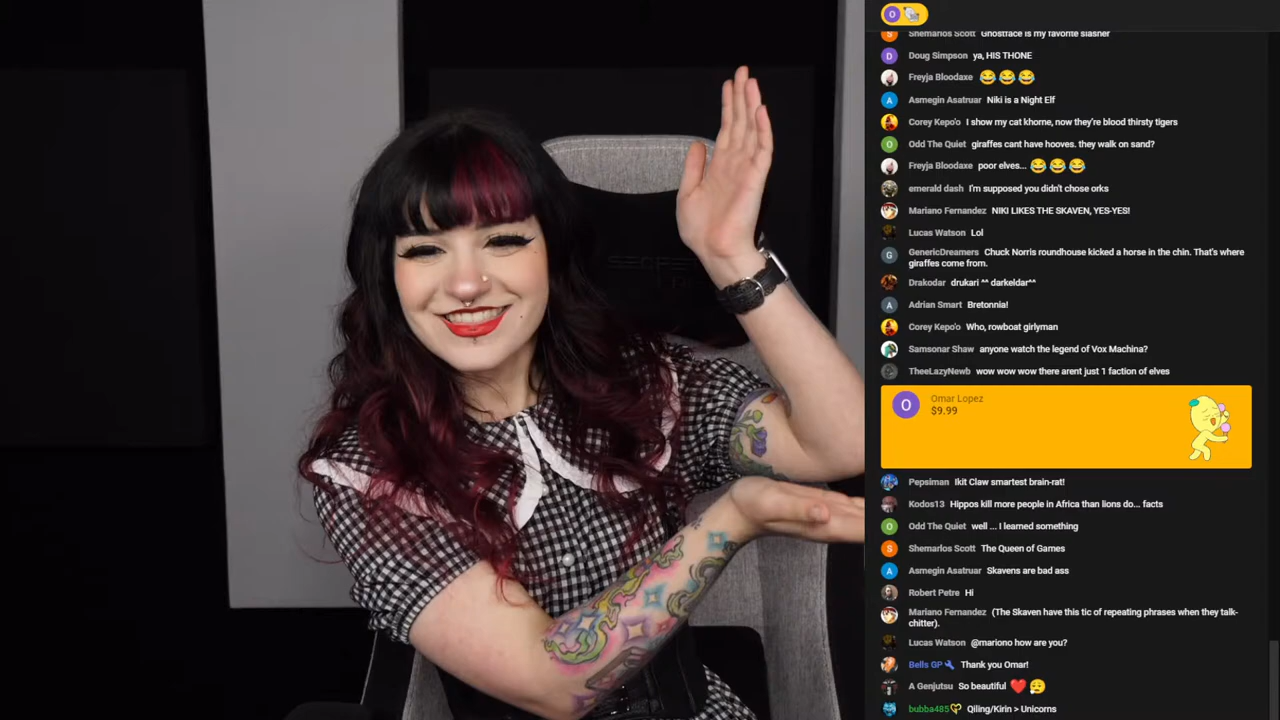 O
S Shemarlos Scott Ghostface is my favorite slasher
D Doug Simpson ya, HIS THONE
Freyja Bloodaxe 😂😂😂
A Asmegin Asatruar Niki is a Night Elf
Corey Kepo'o I show my cat khorne, now they're blood thirsty tigers
O Odd The Quiet giraffes cant have hooves. they walk on sand?
Freyja Bloodaxe poor elves... 😂😂😂
emerald dash I'm supposed you didn't chose orks
Mariano Fernandez NIKI LIKES THE SKAVEN, YES-YES!
Lucas Watson Lol
G GenericDreamers Chuck Norris roundhouse kicked a horse in the chin. That's where
giraffes come from.
Drakodar drukari ^^ darkeldar^^
A Adrian Smart Bretonnia!
Corey Kepo'o Who, rowboat girlyman
Samsonar Shaw anyone watch the legend of Vox Machina?
TheeLazyNewb wow wow wow there arent just 1 faction of elves
O Omar Lopez
$9.99
Pepsiman Ikit Claw smartest brain-rat!
Kodos13 Hippos kill more people in Africa than lions do... facts
O Odd The Quiet well ... I learned something
S Shemarlos Scott The Queen of Games
A Asmegin Asatruar Skavens are bad ass
Robert Petre Hi
Mariano Fernandez (The Skaven have this tic of repeating phrases when they talk-
chitter).
Lucas Watson @mariono how are you?
Bells GP Thank you Omar!
A Genjutsu So beautiful ❤️😮‍💨
bubba485 Qiling/Kirin > Unicorns